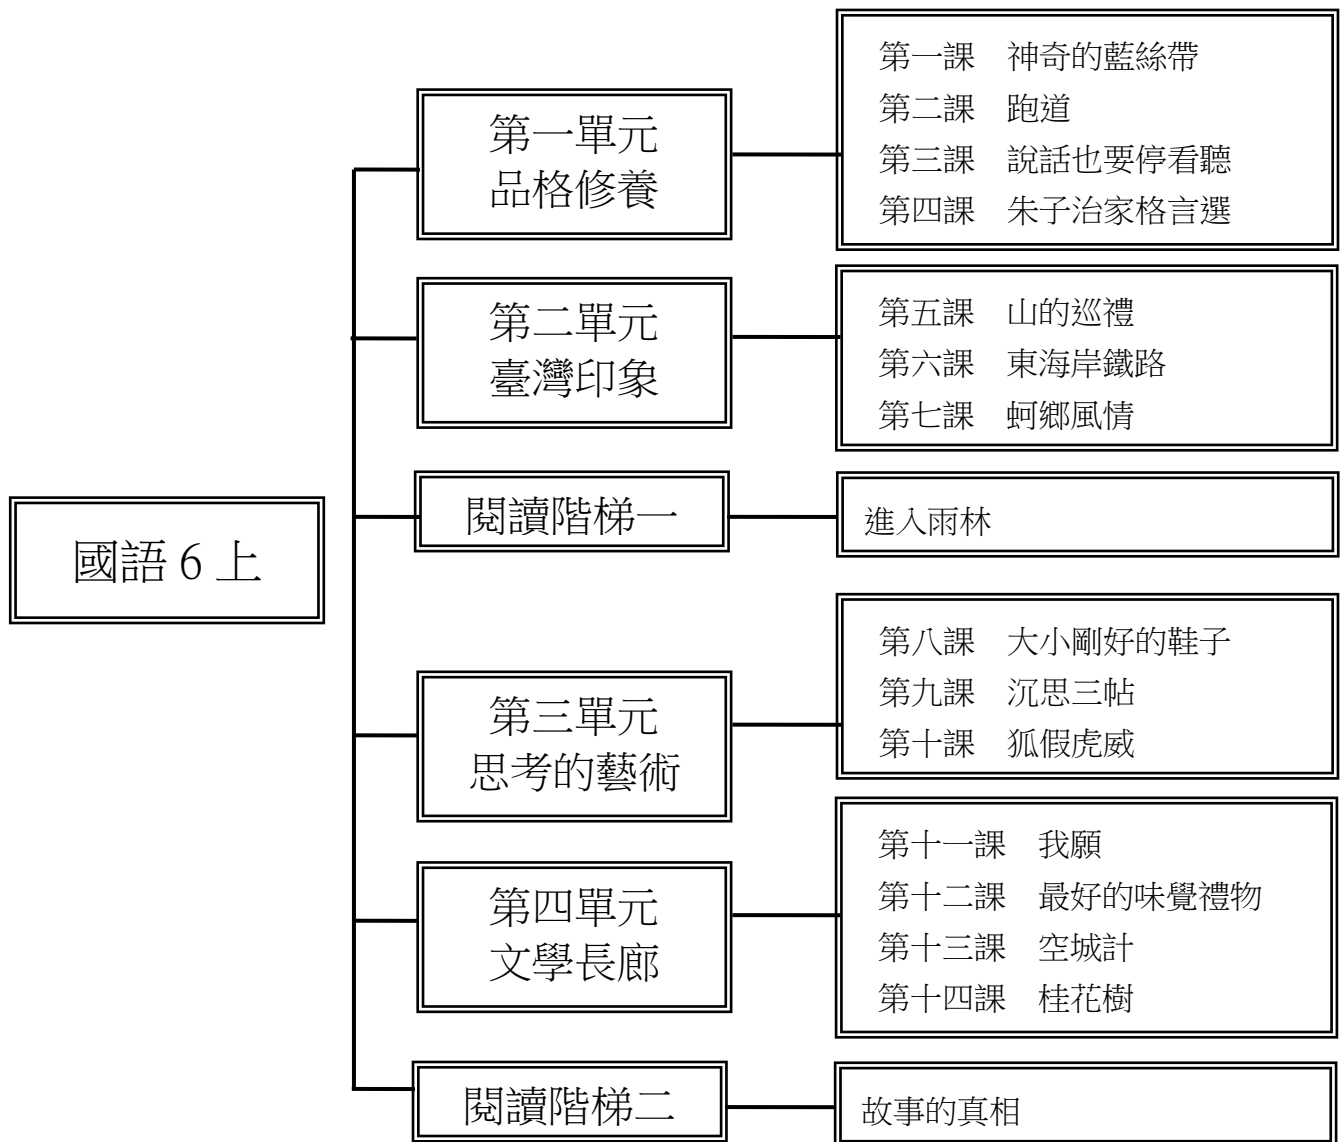 國語 6 上
第一單元
品格修養
第一課　神奇的藍絲帶
第二課　跑道
第三課　說話也要停看聽
第四課　朱子治家格言選
第二單元
臺灣印象
第五課　山的巡禮
第六課　東海岸鐵路
第七課　蚵鄉風情
閱讀階梯一
進入雨林
第三單元
思考的藝術
第八課　大小剛好的鞋子
第九課　沉思三帖
第十課　狐假虎威
第四單元
文學長廊
第十一課　我願
第十二課　最好的味覺禮物
第十三課　空城計
第十四課　桂花樹
閱讀階梯二
故事的真相